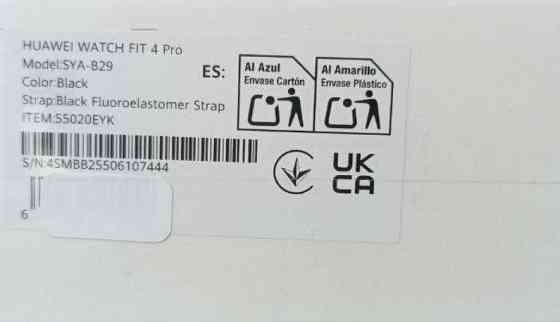 HUAWEI WATCH FIT 4 Pro
Model:SYA-B29
Color:Black
Strap:Black Fluoroelastomer Strap
ITEM:55020EYK
S/N:4SMBB25506107444
6
ES:
Al Azul
Envase Cartón
Al Amarillo
Envase Plástico
UK
CA